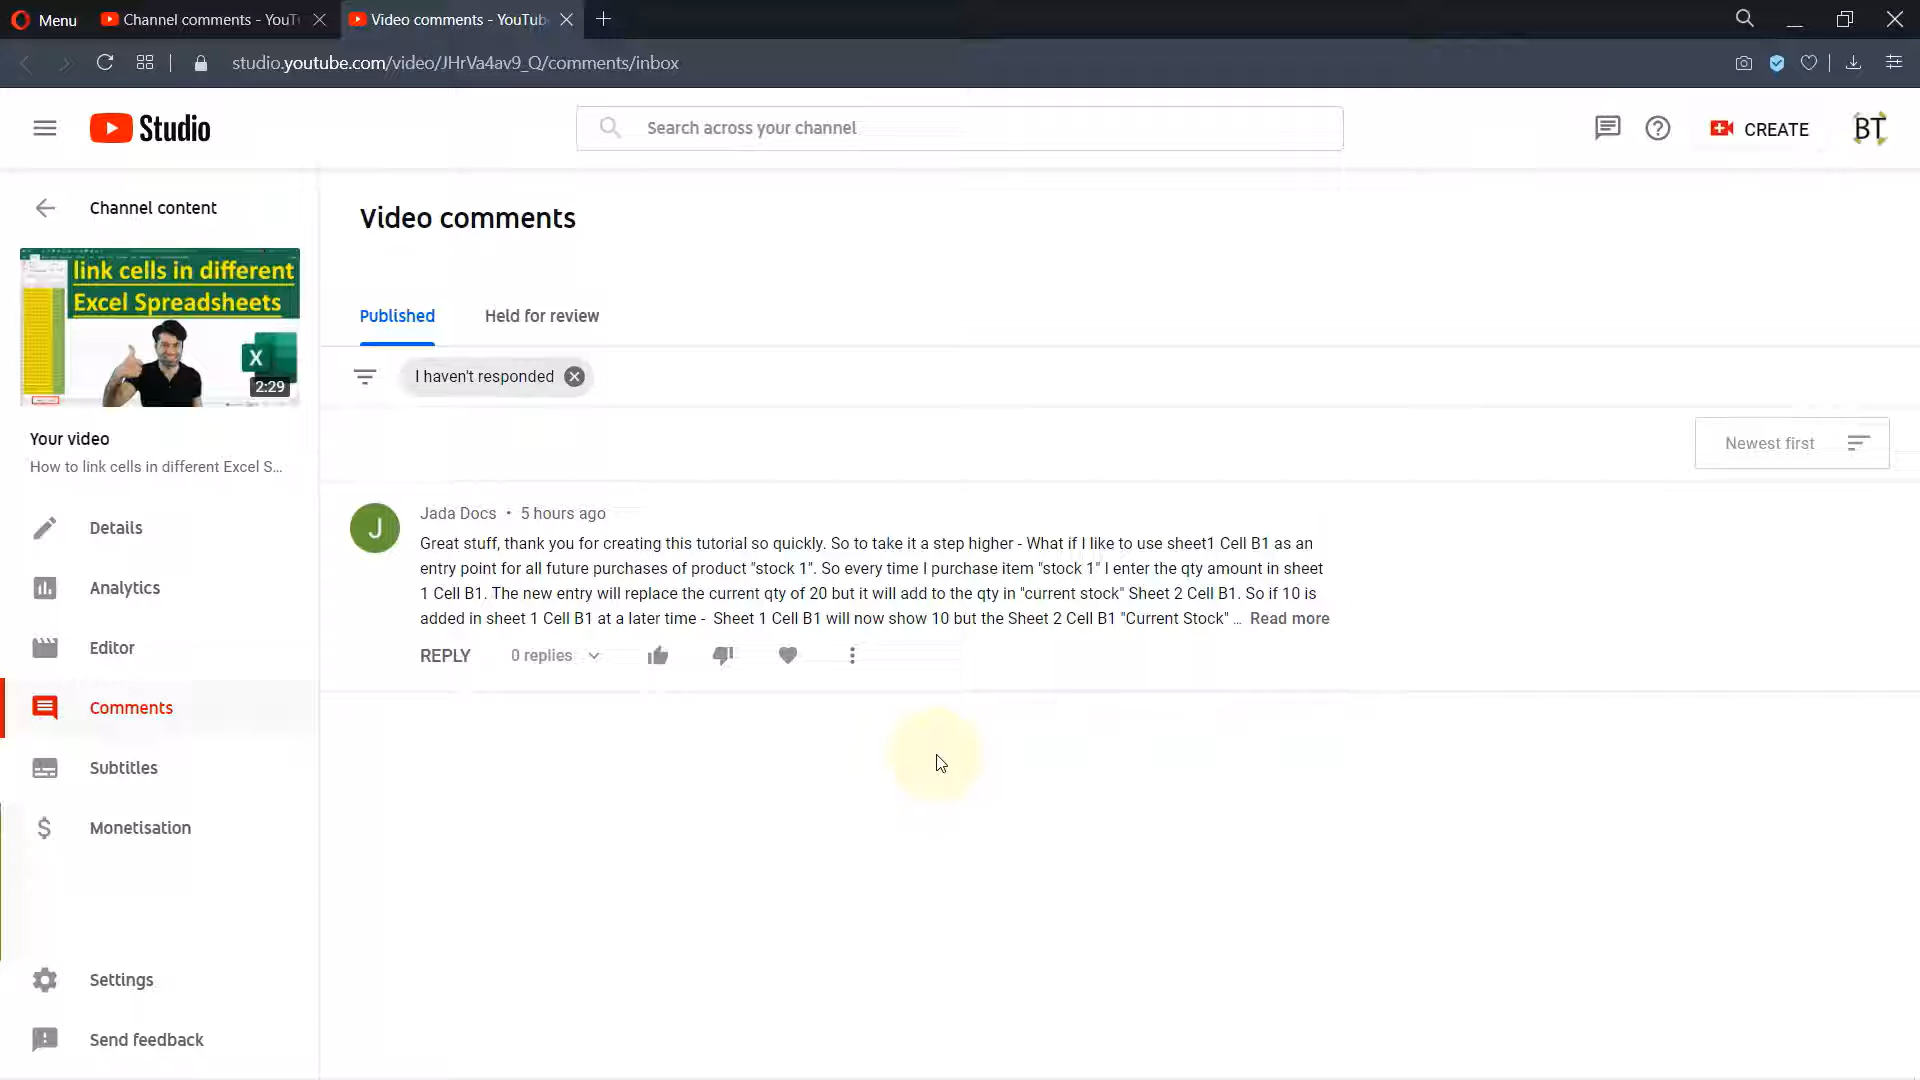 Menu
Channel comments - YouT
Video comments - YouTub
studio.youtube.com/video/JHrVa4av9_Q/comments/inbox
Studio
Search across your channel
CREATE
BT
Channel content
link cells in different
Excel Spreadsheets
X
2:29
Your video
How to link cells in different Excel S...
Details
Analytics
Editor
Comments
Subtitles
Monetisation
Settings
Send feedback
Video comments
Published
Held for review
I haven't responded
Newest first
J
Jada Docs • 5 hours ago
Great stuff, thank you for creating this tutorial so quickly. So to take it a step higher - What if I like to use sheet1 Cell B1 as an
entry point for all future purchases of product "stock 1". So every time I purchase item "stock 1" I enter the qty amount in sheet
1 Cell B1. The new entry will replace the current qty of 20 but it will add to the qty in "current stock" Sheet 2 Cell B1. So if 10 is
added in sheet 1 Cell B1 at a later time - Sheet 1 Cell B1 will now show 10 but the Sheet 2 Cell B1 "Current Stock" ... Read more
REPLY
0 replies